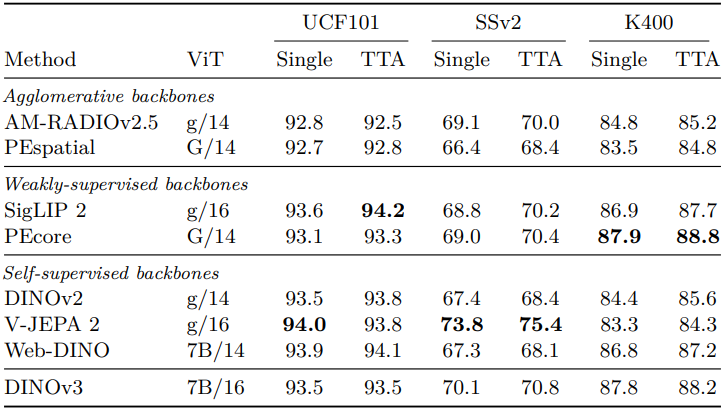 UCF101 SSv2 K400
Method ViT Single TTA Single TTA Single TTA
Agglomerative backbones
AM-RADIOv2.5 g/14 92.8 92.5 69.1 70.0 84.8 85.2
PEspatial G/14 92.7 92.8 66.4 68.4 83.5 84.8
Weakly-supervised backbones
SigLIP 2 g/16 93.6 94.2 68.8 70.2 86.9 87.7
PEcore G/14 93.1 93.3 69.0 70.4 87.9 88.8
Self-supervised backbones
DINOv2 g/14 93.5 93.8 67.4 68.4 84.4 85.6
V-JEPA 2 g/16 94.0 93.8 73.8 75.4 83.3 84.3
Web-DINO 7B/14 93.9 94.1 67.3 68.1 86.8 87.2
DINOv3 7B/16 93.5 93.5 70.1 70.8 87.8 88.2